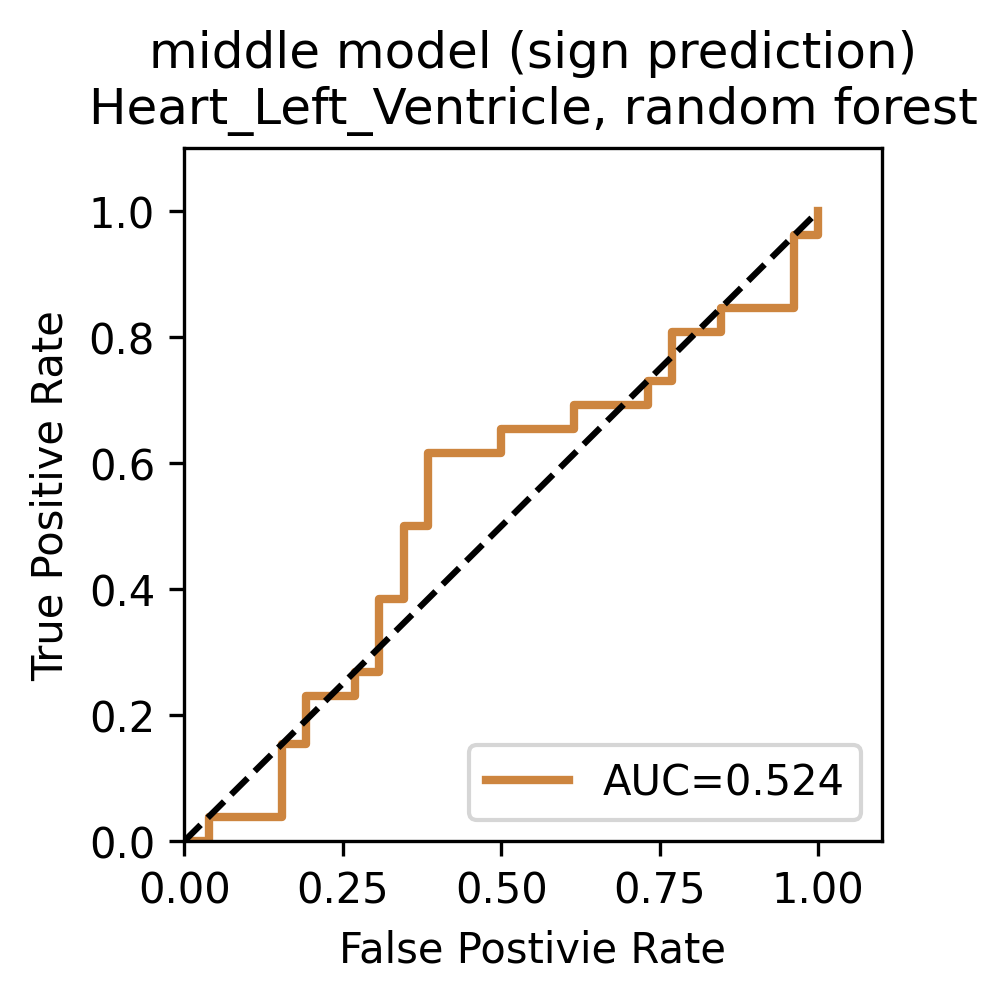 middle model (sign prediction)
Heart_Left_Ventricle, random forest
True Positive Rate
1.0
0.8
0.6
0.4
0.2
0.0
AUC=0.524
0.00 0.25 0.50 0.75 1.00
False Postivie Rate